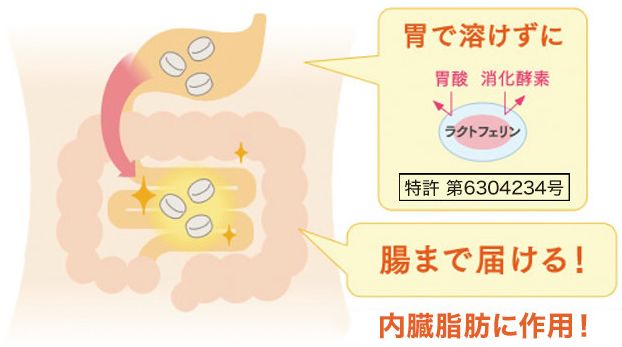 胃で溶けずに
胃酸 消化酵素
ラクトフェリン
特許 第6304234号
腸まで届ける！
内臓脂肪に作用！